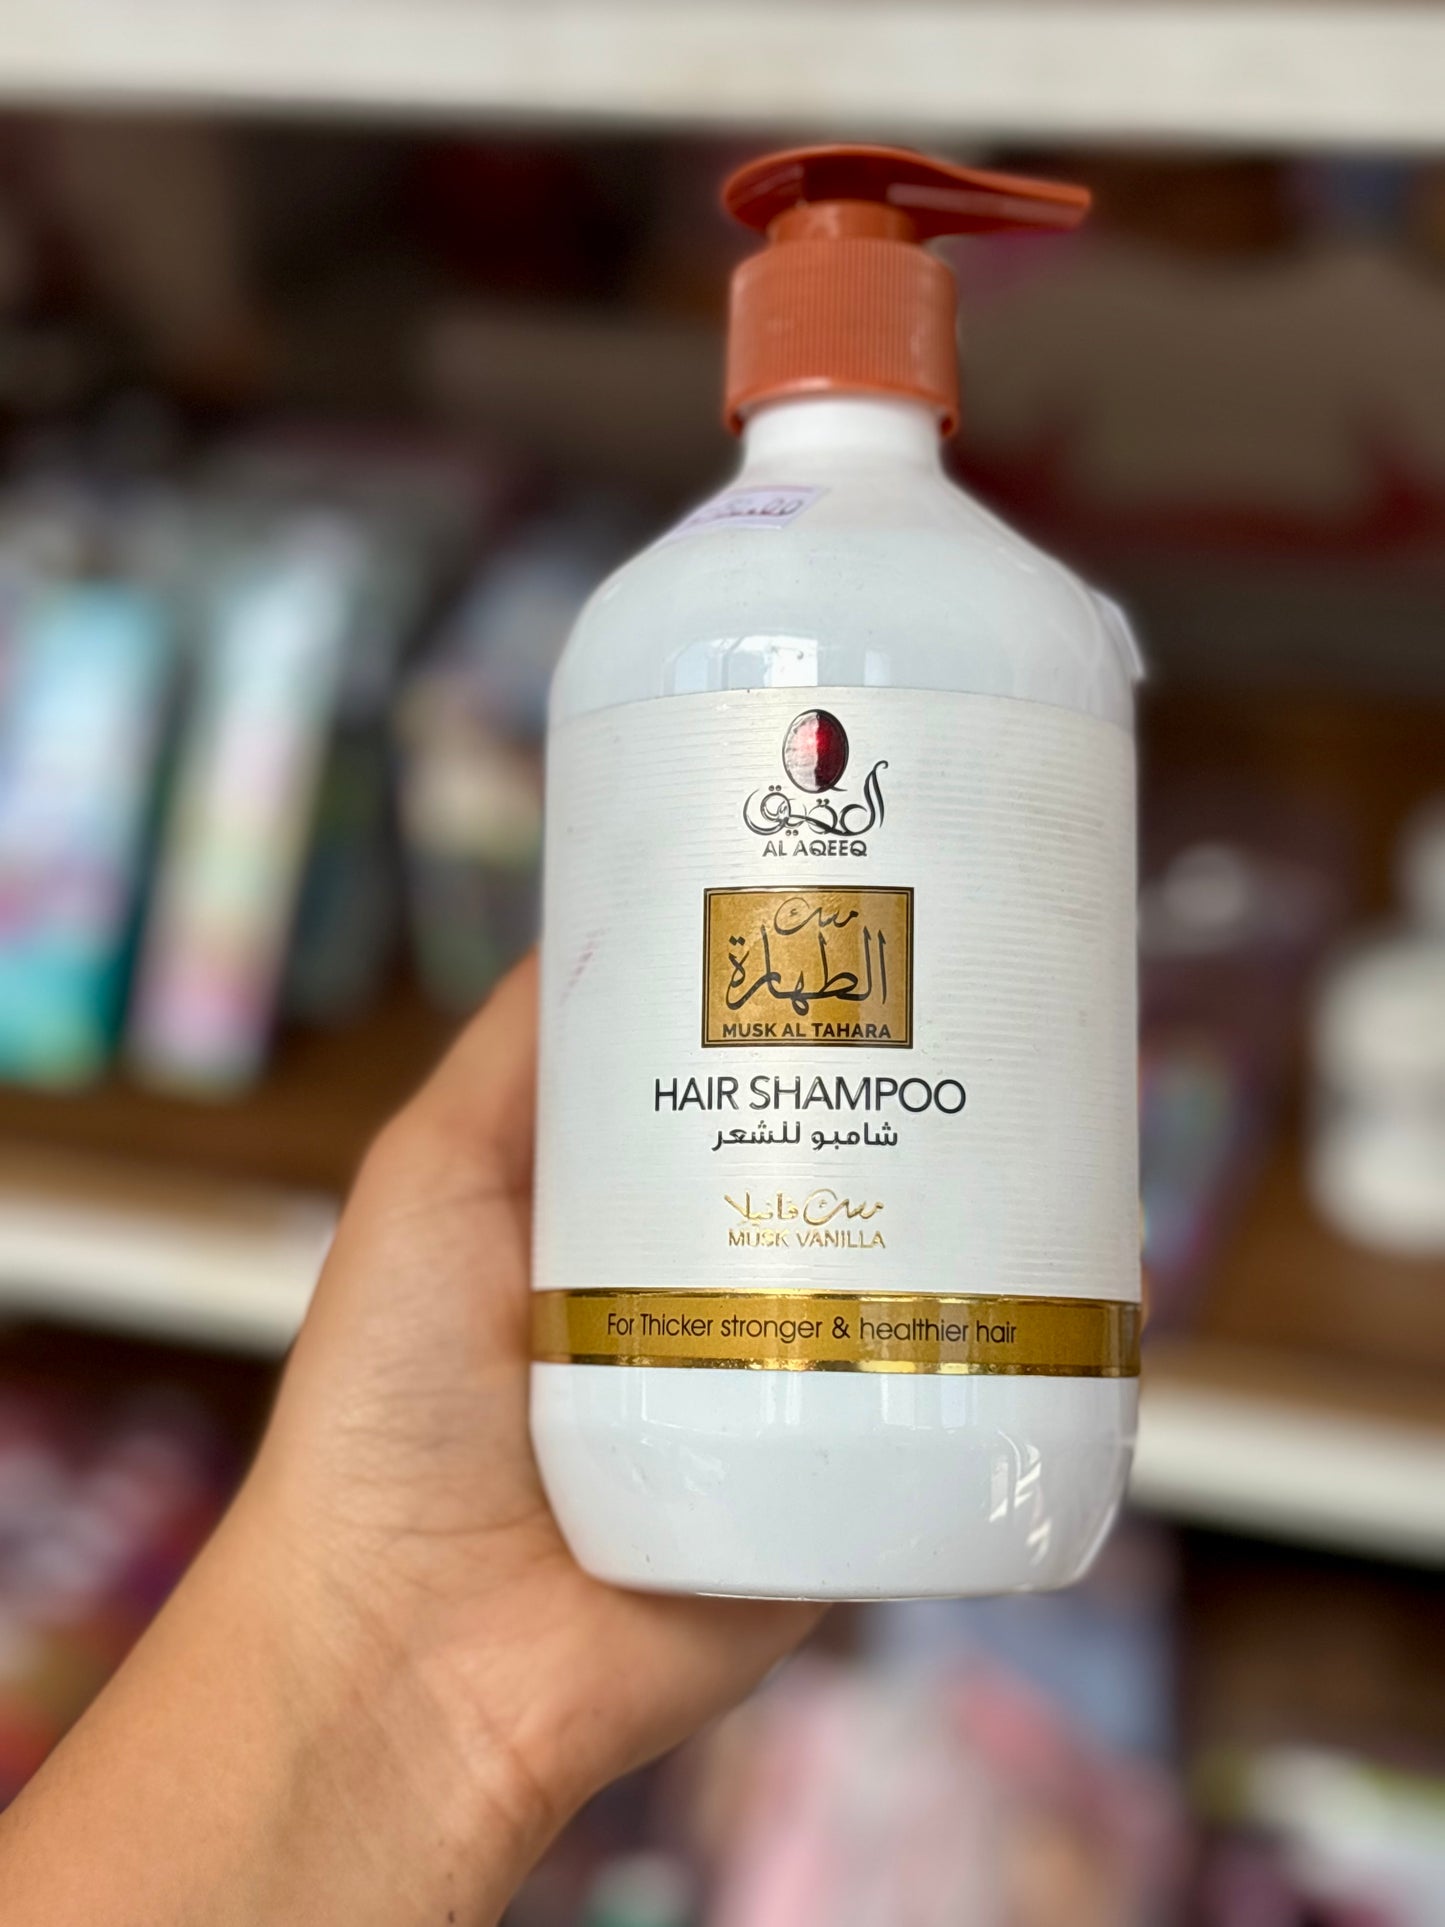 العقيق
AL AQEEQ
مسك
الطهارة
MUSK AL TAHARA
HAIR SHAMPOO
شامبو للشعر
مسك فانيلا
MUSK VANILLA
For Thicker stronger & healthier hair